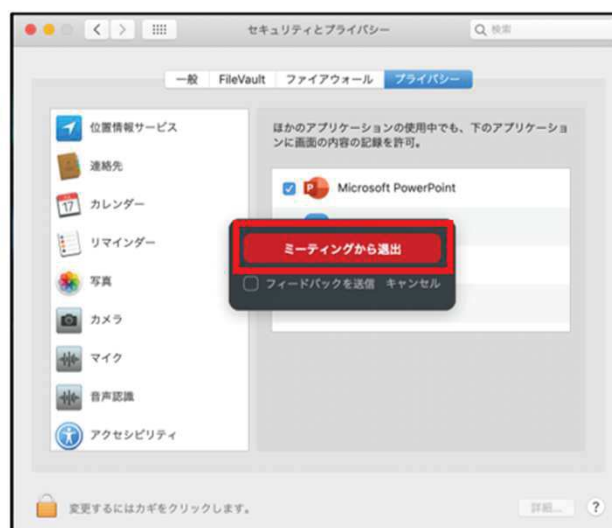 セキュリティとプライバシー
検索
一般 FileVault ファイアウォール プライバシー
位置情報サービス
連絡先
カレンダー
17
リマインダー
写真
カメラ
マイク
音声認識
アクセシビリティ
ほかのアプリケーションの使用中でも、下のアプリケーショ
ンに画面の内容の記録を許可。
Microsoft PowerPoint
ミーティングから退出
フィードバックを送信 キャンセル
変更するにはカギをクリックします。
詳細...
?